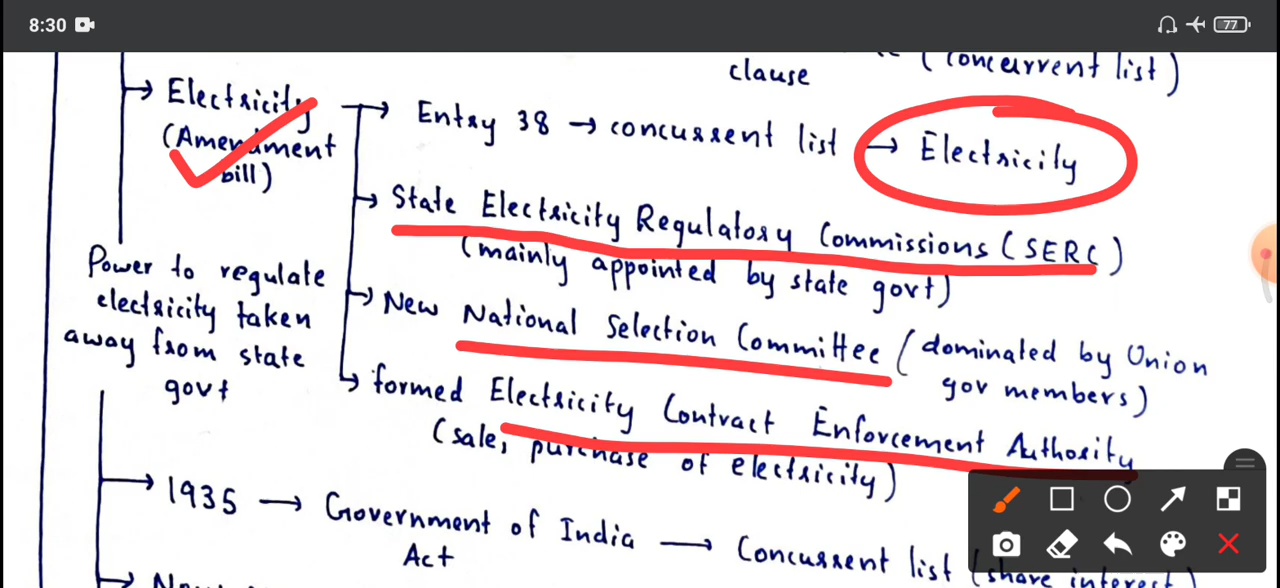 8:30
77
(concurrent list)
clause
→ Electricity
(Amendment
bill)
→ Entry 38 → concurrent list → Electricity
→ State Electricity Regulatory Commissions (SERC)
(mainly appointed by state govt)
Power to regulate
electricity taken
away from state
govt
→ New National Selection Committee (dominated by Union
gov members)
→ formed Electricity Contract Enforcement Authority
(sale, purchase of electricity)
→ 1935 → Government of India → Concurrent list (share interest)
Act